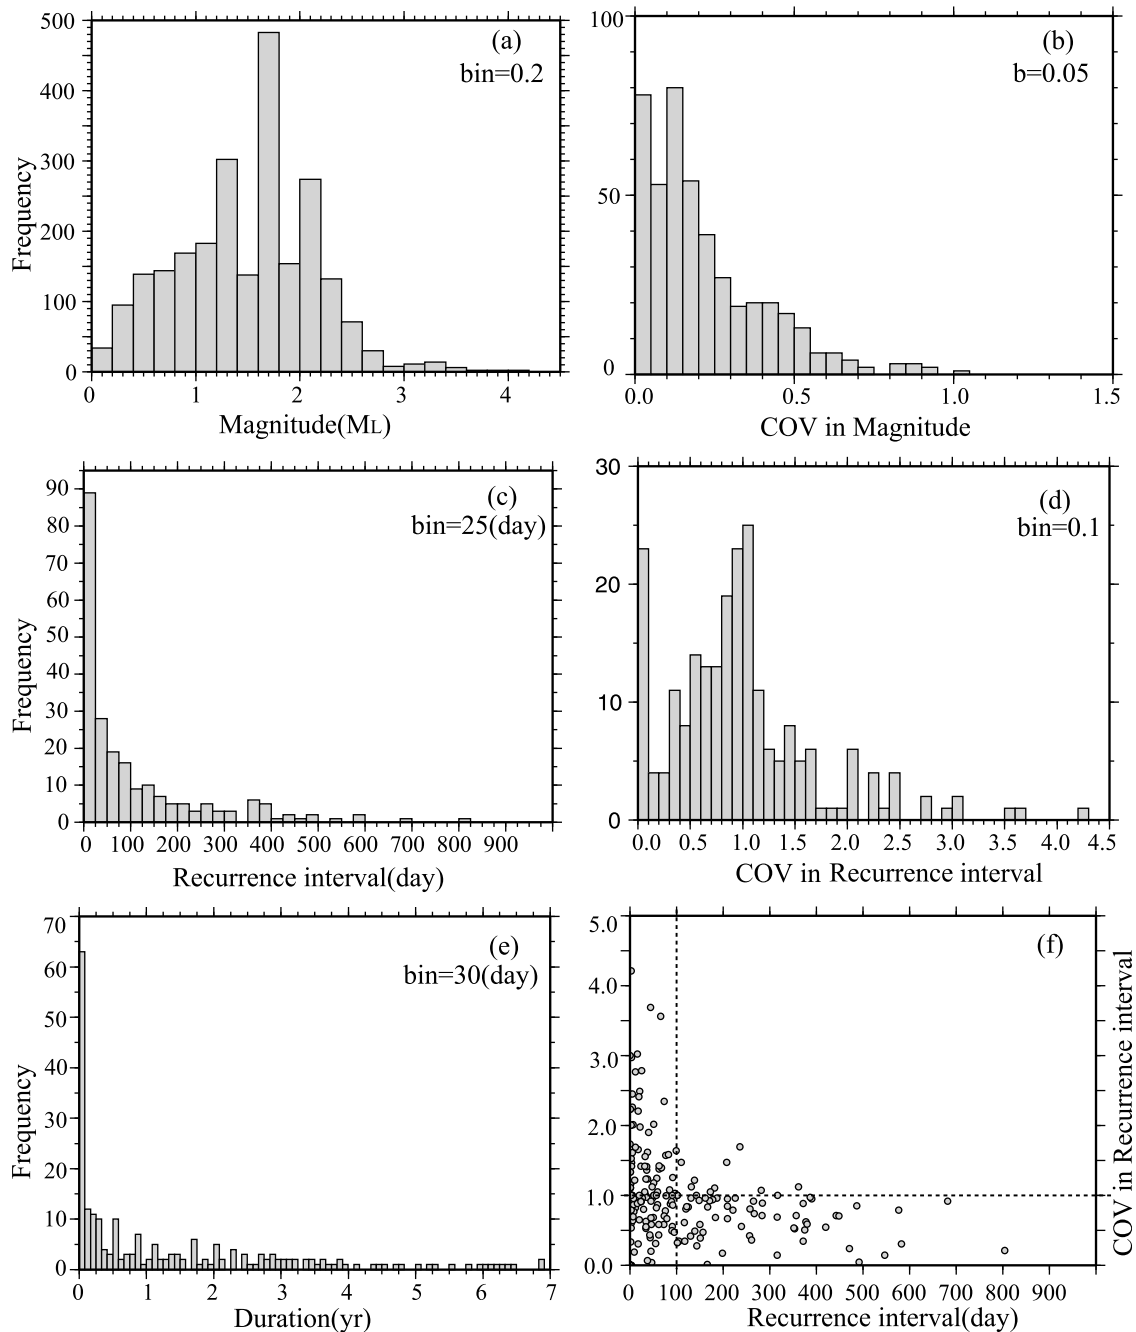 500
400
300
200
100
0
Frequency
(a)
bin=0.2
0 1 2 3 4
Magnitude(ML)
100
50
0
(b)
b=0.05
0.0 0.5 1.0 1.5
COV in Magnitude
90
80
70
60
50
40
30
20
10
0
Frequency
(c)
bin=25(day)
0 100 200 300 400 500 600 700 800 900
Recurrence interval(day)
30
20
10
0
(d)
bin=0.1
0.0 0.5 1.0 1.5 2.0 2.5 3.0 3.5 4.0 4.5
COV in Recurrence interval
70
60
50
40
30
20
10
0
Frequency
(e)
bin=30(day)
0 1 2 3 4 5 6 7
Duration(yr)
5.0
4.0
3.0
2.0
1.0
0.0
(f)
COV in Recurrence interval
0 100 200 300 400 500 600 700 800 900
Recurrence interval(day)